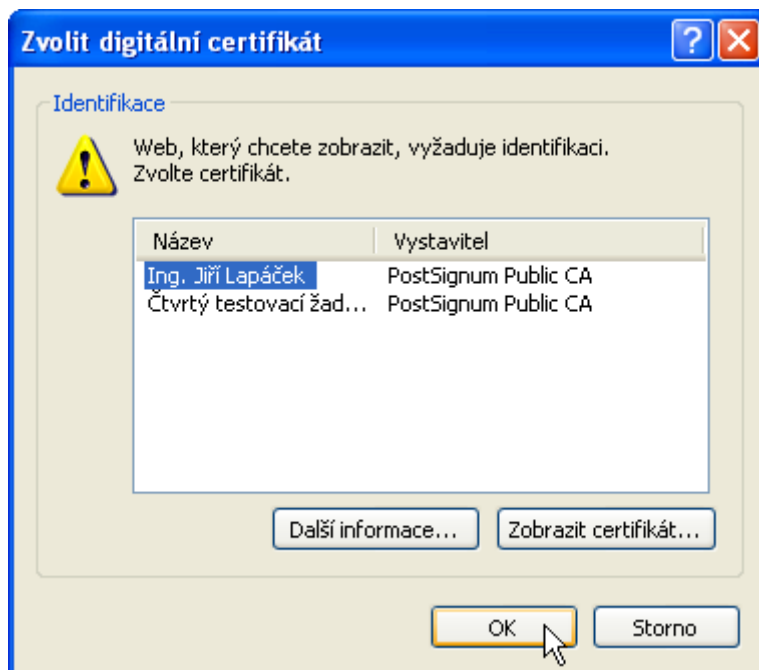 Zvolit digitální certifikát
Identifikace
Web, který chcete zobrazit, vyžaduje identifikaci.
Zvolte certifikát.
Název Vystavitel
Ing. Jiří Lapáček PostSignum Public CA
Čtvrtý testovací žad... PostSignum Public CA
Další informace... Zobrazit certifikát...
OK Storno